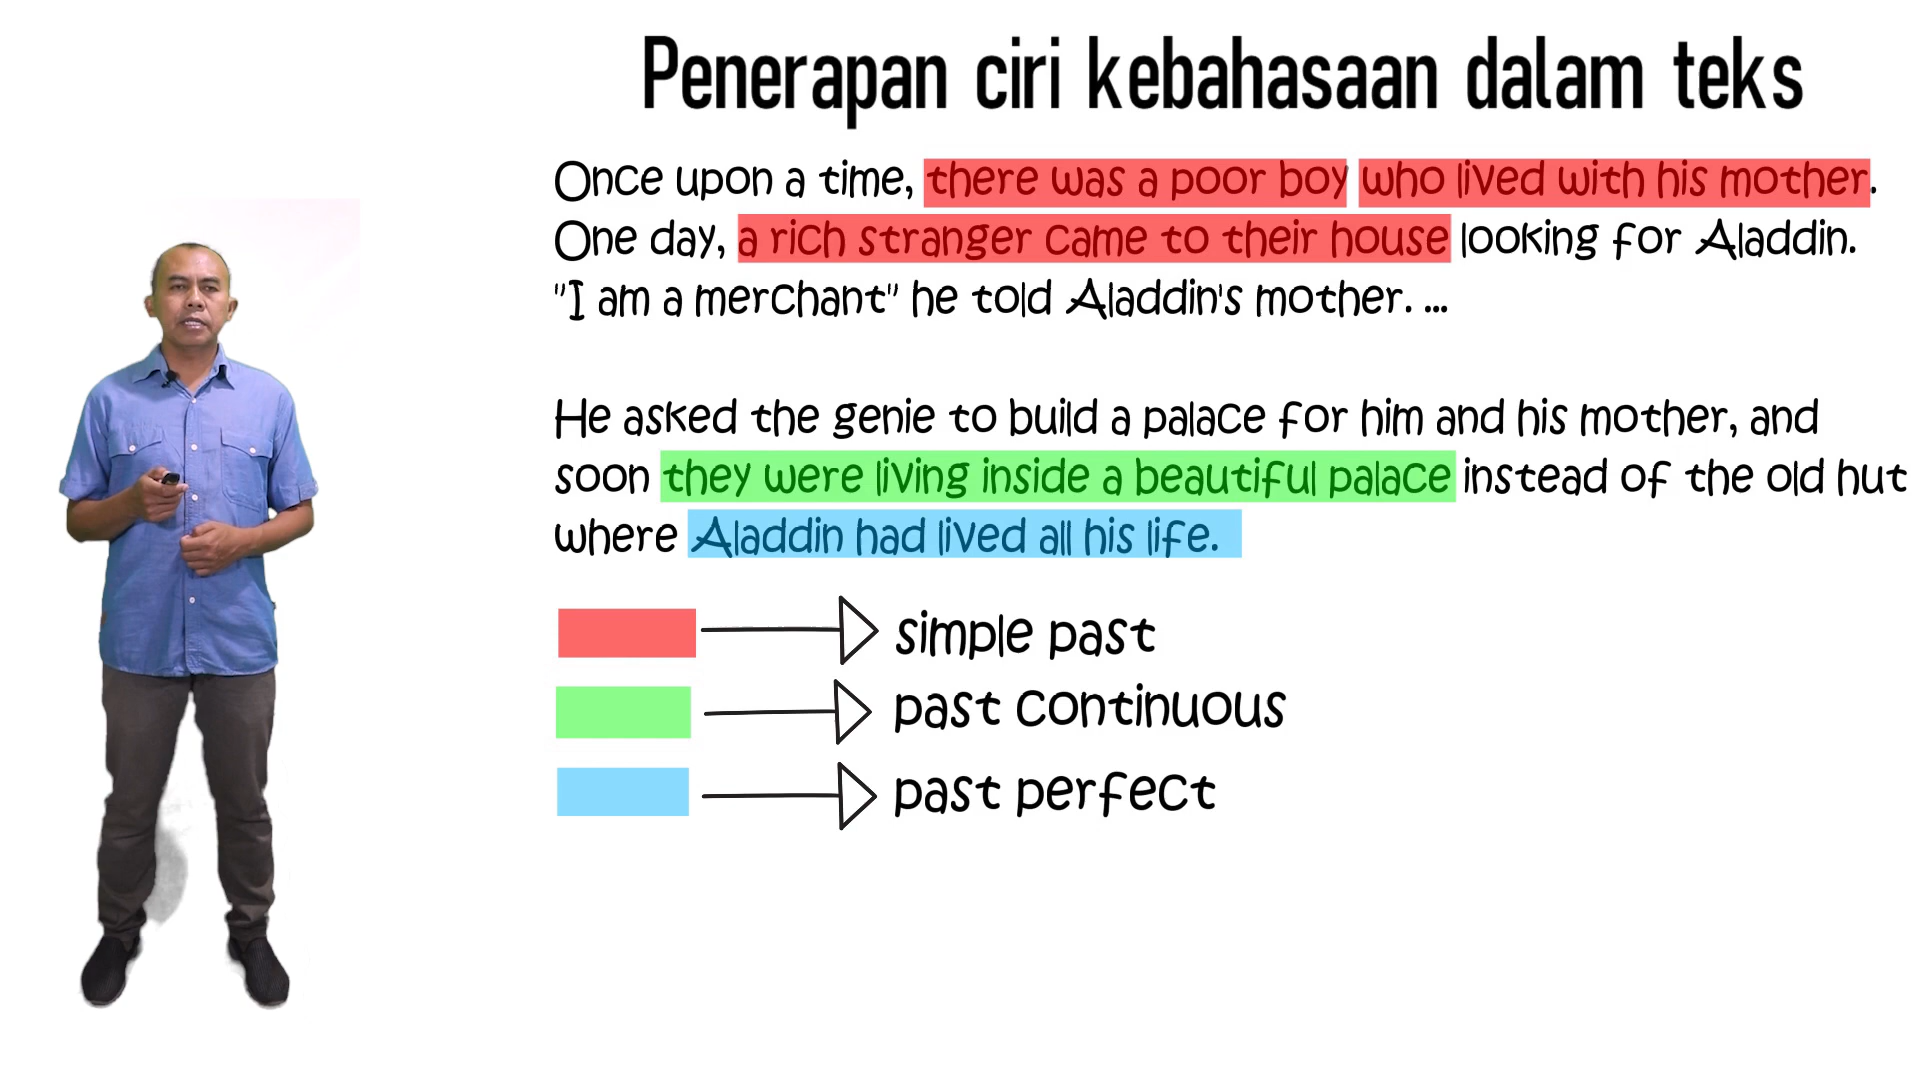 Penerapan ciri kebahasaan dalam teks
Once upon a time, there was a poor boy who lived with his mother.
One day, a rich stranger came to their house looking for Aladdin.
"I am a merchant" he told Aladdin's mother. ...
He asked the genie to build a palace for him and his mother, and
soon they were living inside a beautiful palace instead of the old hut
where Aladdin had lived all his life.
simple past
past continuous
past perfect